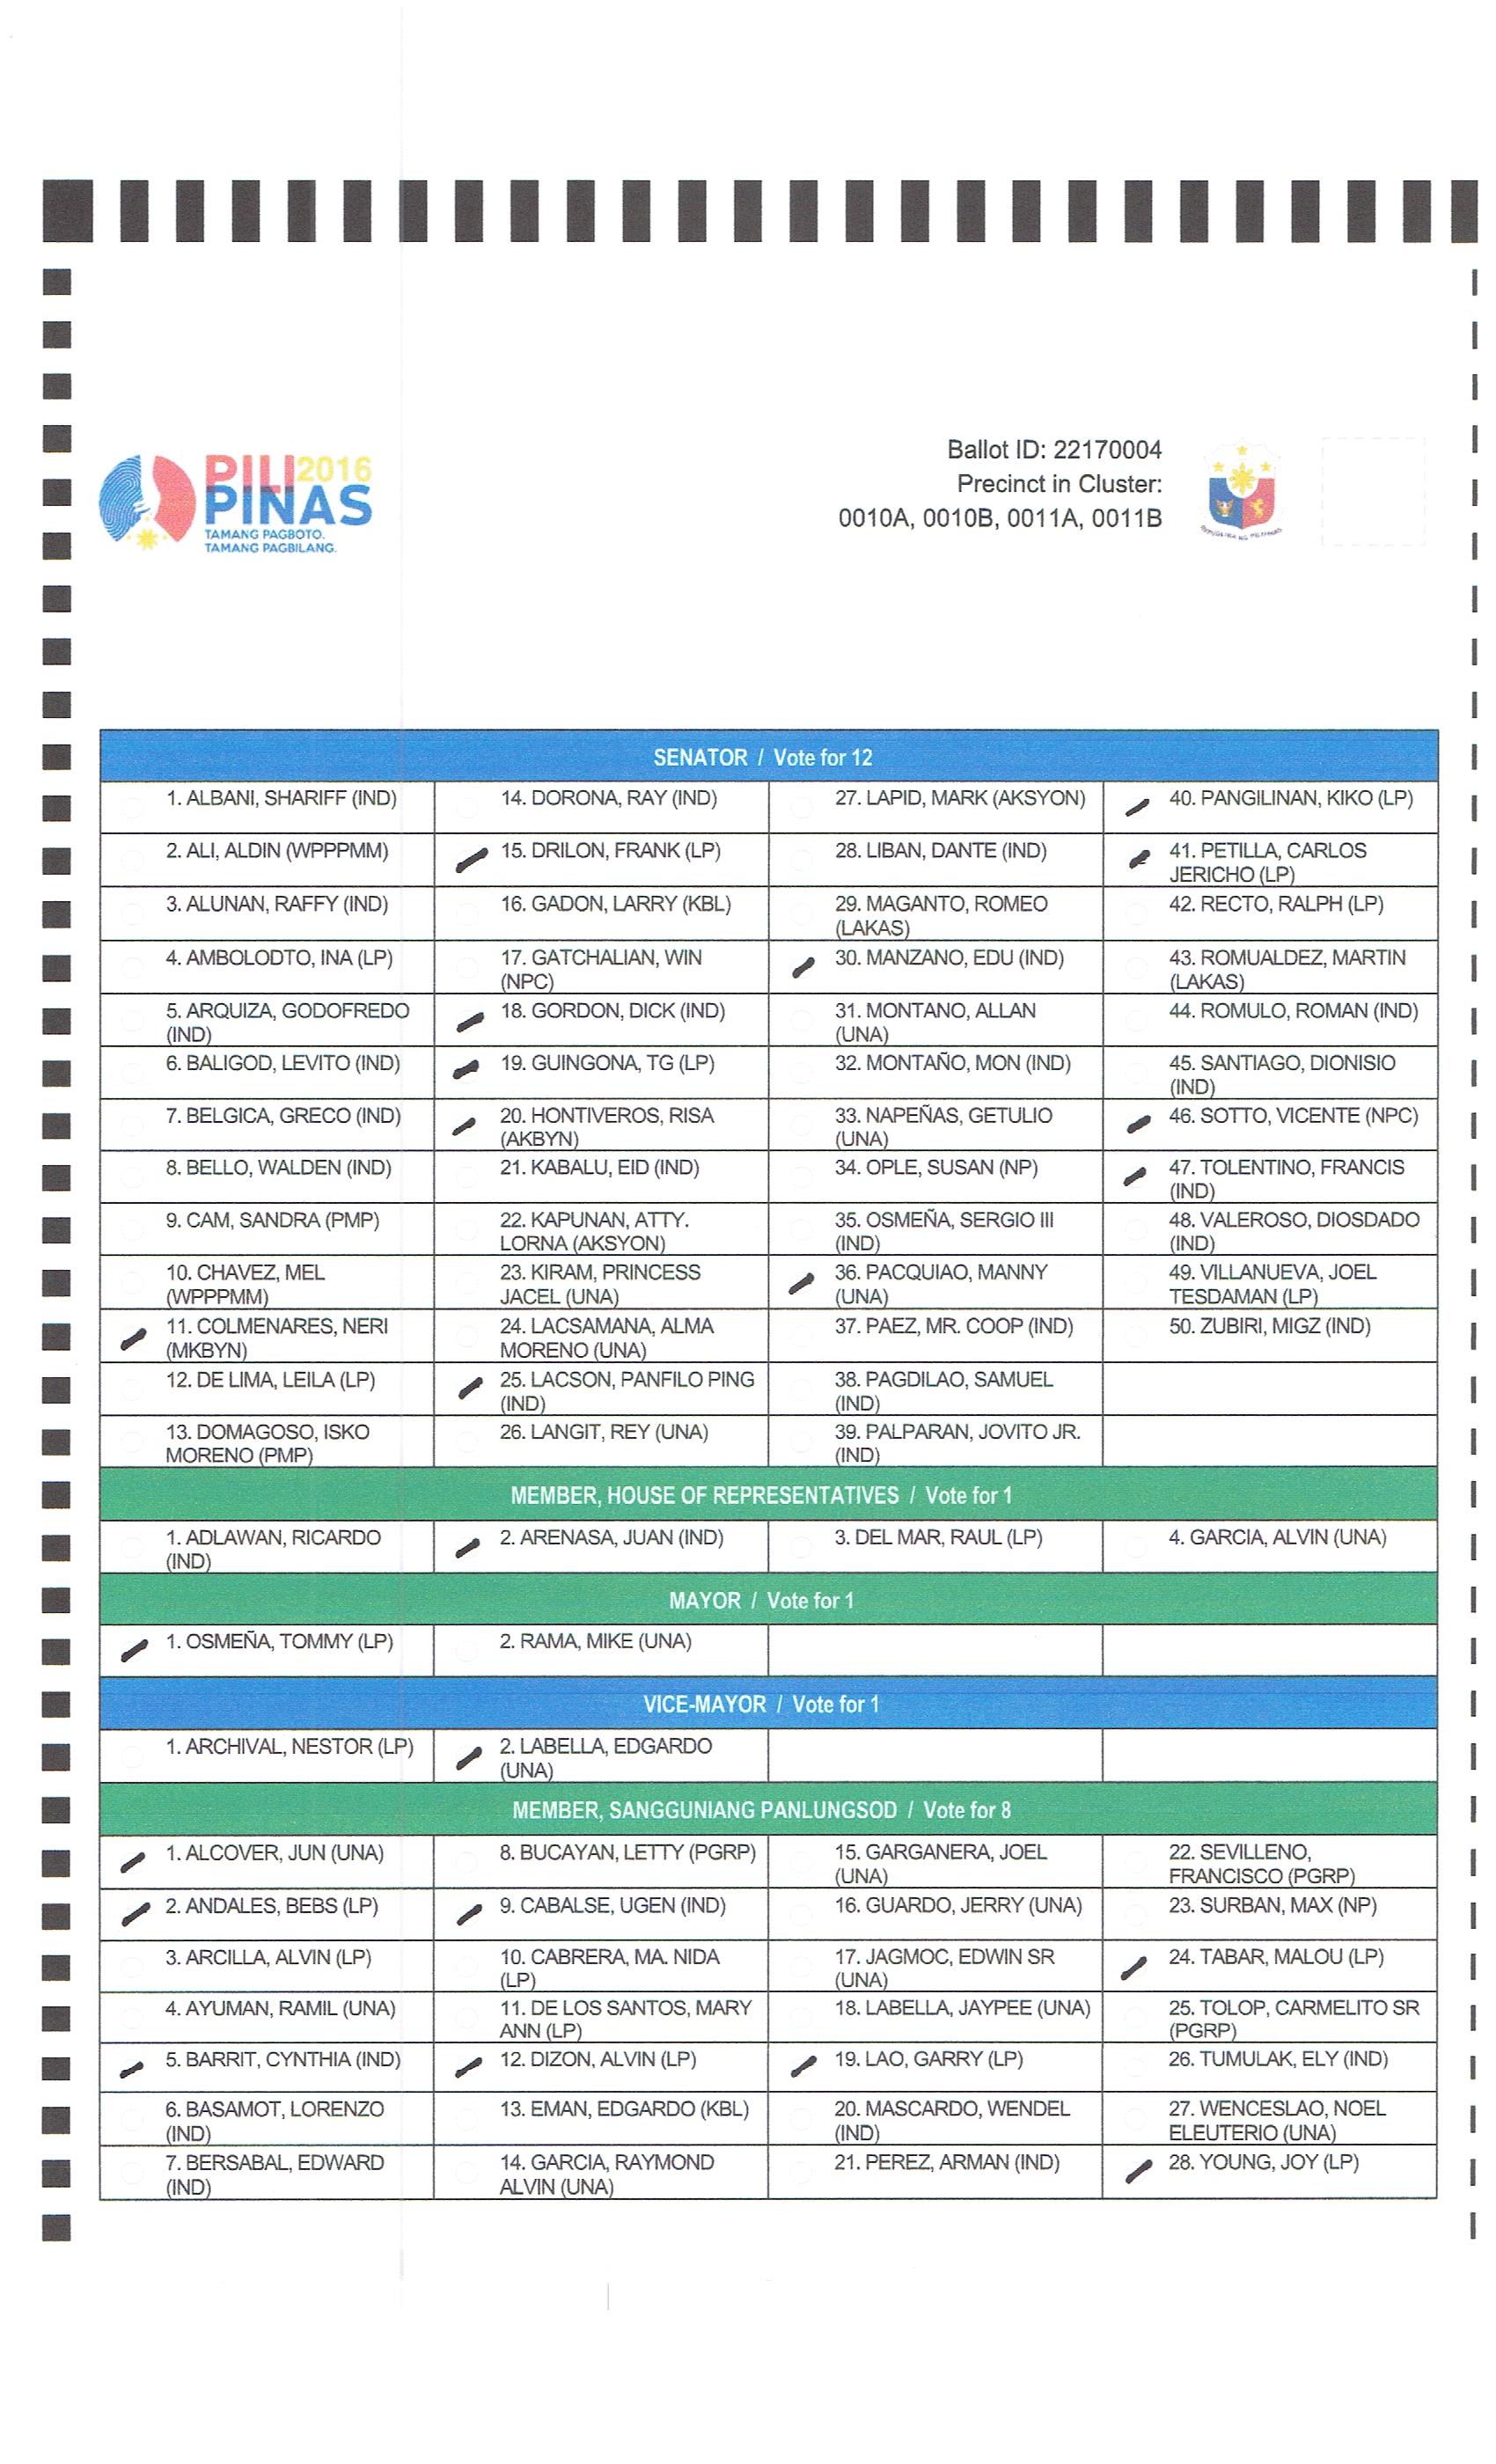 PILI 2016
PINAS
TAMANG PAGBOTO.
TAMANG PAGBILANG.
Ballot ID: 22170004
Precinct in Cluster:
0010A, 0010B, 0011A, 0011B
REPUBLIKA NG PILIPINAS
SENATOR / Vote for 12
1. ALBANI, SHARIFF (IND)
2. ALI, ALDIN (WPPPMM)
3. ALUNAN, RAFFY (IND)
4. AMBOLODTO, INA (LP)
5. ARQUIZA, GODOFREDO
(IND)
6. BALIGOD, LEVITO (IND)
7. BELGICA, GRECO (IND)
8. BELLO, WALDEN (IND)
9. CAM, SANDRA (PMP)
10. CHAVEZ, MEL
(WPPPMM)
11. COLMENARES, NERI
(MKBYN)
12. DE LIMA, LEILA (LP)
13. DOMAGOSO, ISKO
MORENO (PMP)
14. DORONA, RAY (IND)
15. DRILON, FRANK (LP)
16. GADON, LARRY (KBL)
17. GATCHALIAN, WIN
(NPC)
18. GORDON, DICK (IND)
19. GUINGONA, TG (LP)
20. HONTIVEROS, RISA
(AKBYN)
21. KABALU, EID (IND)
22. KAPUNAN, ATTY.
LORNA (AKSYON)
23. KIRAM, PRINCESS
JACEL (UNA)
24. LACSAMANA, ALMA
MORENO (UNA)
25. LACSON, PANFILO PING
(IND)
26. LANGIT, REY (UNA)
27. LAPID, MARK (AKSYON)
28. LIBAN, DANTE (IND)
29. MAGANTO, ROMEO
(LAKAS)
30. MANZANO, EDU (IND)
31. MONTANO, ALLAN
(UNA)
32. MONTAÑO, MON (IND)
33. NAPEÑAS, GETULIO
(UNA)
34. OPLE, SUSAN (NP)
35. OSMEÑA, SERGIO III
(IND)
36. PACQUIAO, MANNY
(UNA)
37. PAEZ, MR. COOP (IND)
38. PAGDILAO, SAMUEL
(IND)
39. PALPARAN, JOVITO JR.
(IND)
40. PANGILINAN, KIKO (LP)
41. PETILLA, CARLOS
JERICHO (LP)
42. RECTO, RALPH (LP)
43. ROMUALDEZ, MARTIN
(LAKAS)
44. ROMULO, ROMAN (IND)
45. SANTIAGO, DIONISIO
(IND)
46. SOTTO, VICENTE (NPC)
47. TOLENTINO, FRANCIS
(IND)
48. VALEROSO, DIOSDADO
(IND)
49. VILLANUEVA, JOEL
TESDAMAN (LP)
50. ZUBIRI, MIGZ (IND)
MEMBER, HOUSE OF REPRESENTATIVES / Vote for 1
1. ADLAWAN, RICARDO
(IND)
2. ARENASA, JUAN (IND)
3. DEL MAR, RAUL (LP)
4. GARCIA, ALVIN (UNA)
MAYOR / Vote for 1
1. OSMEÑA, TOMMY (LP)
2. RAMA, MIKE (UNA)
VICE-MAYOR / Vote for 1
1. ARCHIVAL, NESTOR (LP)
2. LABELLA, EDGARDO
(UNA)
MEMBER, SANGGUNIANG PANLUNGSOD / Vote for 8
1. ALCOVER, JUN (UNA)
2. ANDALES, BEBS (LP)
3. ARCILLA, ALVIN (LP)
4. AYUMAN, RAMIL (UNA)
5. BARRIT, CYNTHIA (IND)
6. BASAMOT, LORENZO
(IND)
7. BERSABAL, EDWARD
(IND)
8. BUCAYAN, LETTY (PGRP)
9. CABALSE, UGEN (IND)
10. CABRERA, MA. NIDA
(LP)
11. DE LOS SANTOS, MARY
ANN (LP)
12. DIZON, ALVIN (LP)
13. EMAN, EDGARDO (KBL)
14. GARCIA, RAYMOND
ALVIN (UNA)
15. GARGANERA, JOEL
(UNA)
16. GUARDO, JERRY (UNA)
17. JAGMOC, EDWIN SR
(UNA)
18. LABELLA, JAYPEE (UNA)
19. LAO, GARRY (LP)
20. MASCARDO, WENDEL
(IND)
21. PEREZ, ARMAN (IND)
22. SEVILLENO,
FRANCISCO (PGRP)
23. SURBAN, MAX (NP)
24. TABAR, MALOU (LP)
25. TOLOP, CARMELITO SR
(PGRP)
26. TUMULAK, ELY (IND)
27. WENCESLAO, NOEL
ELEUTERIO (UNA)
28. YOUNG, JOY (LP)